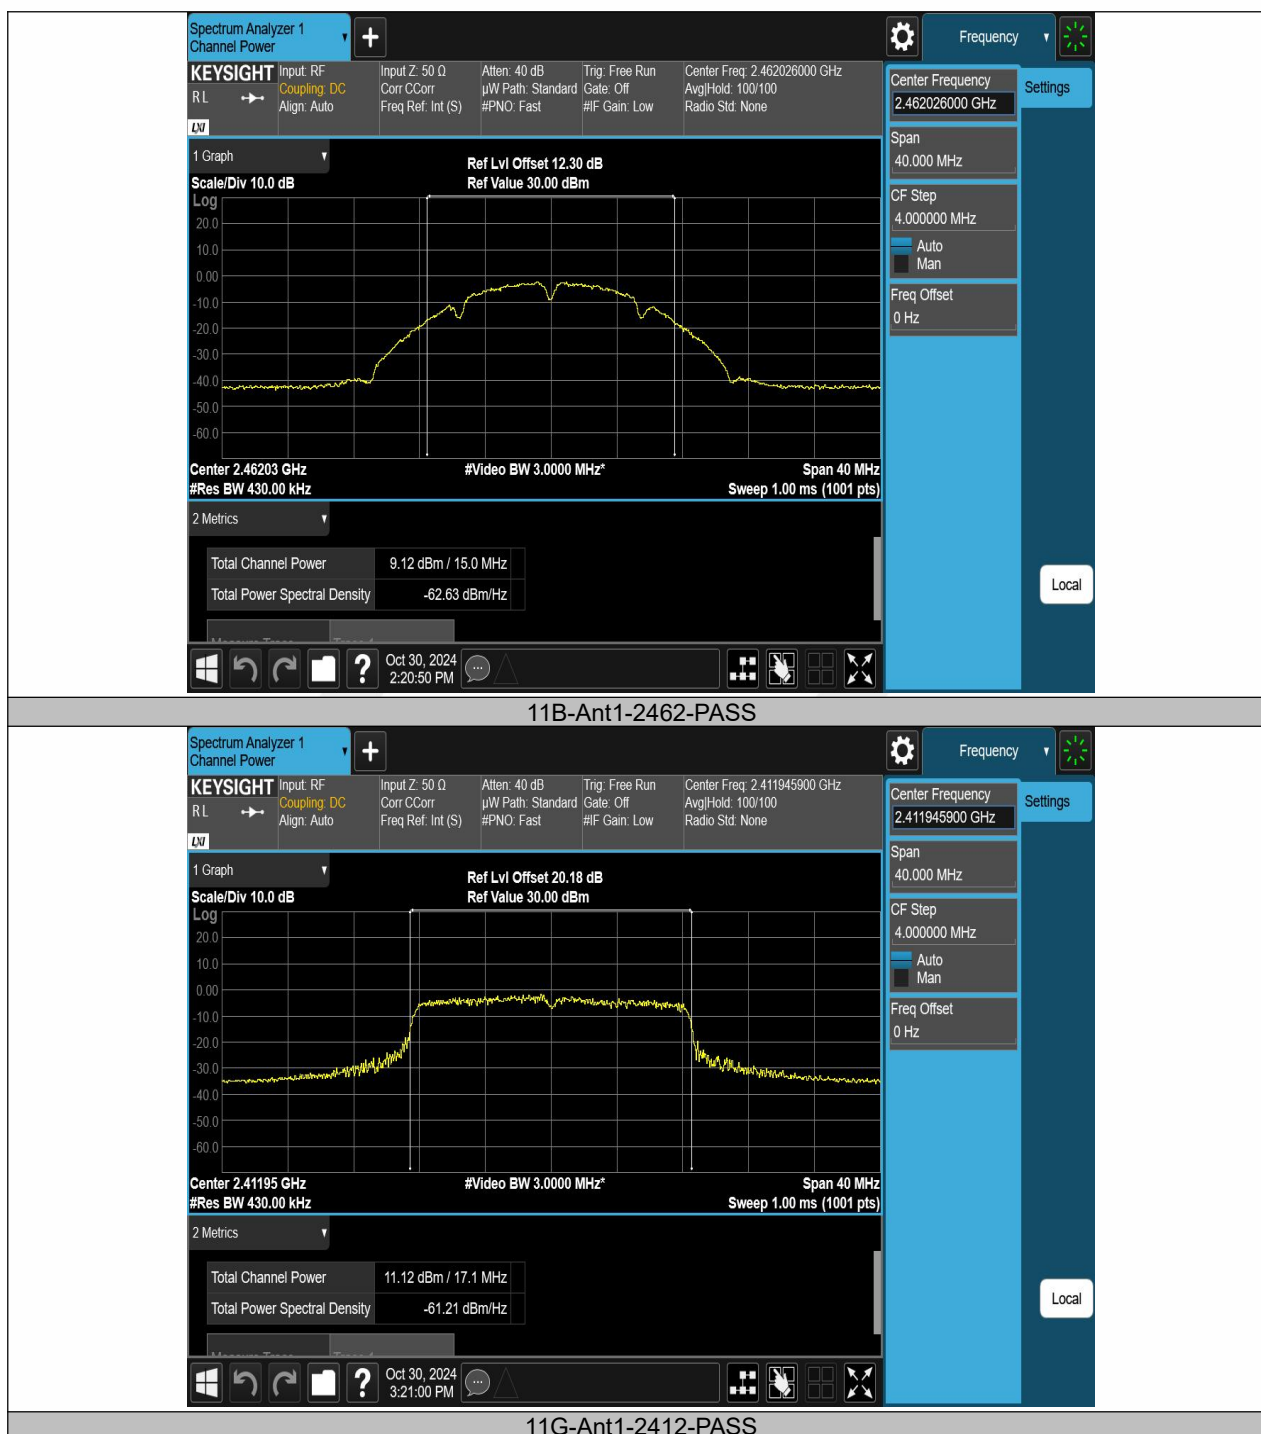 Spectrum Analyzer 1
Channel Power
+
Frequency
KEYSIGHT
R L
LXI
Input: RF
Coupling: DC
Align: Auto
Input Z: 50 Ω
Corr CCorr
Freq Ref: Int (S)
Atten: 40 dB
µW Path: Standard
#PNO: Fast
Trig: Free Run
Gate: Off
#IF Gain: Low
Center Freq: 2.462026000 GHz
Avg|Hold: 100/100
Radio Std: None
Center Frequency
2.462026000 GHz
Settings
Span
40.000 MHz
CF Step
4.000000 MHz
Auto
Man
Freq Offset
0 Hz
Local
1 Graph
Scale/Div 10.0 dB
Ref Lvl Offset 12.30 dB
Ref Value 30.00 dBm
Log
20.0
10.0
0.00
-10.0
-20.0
-30.0
-40.0
-50.0
-60.0
Center 2.46203 GHz
#Video BW 3.0000 MHz*
Span 40 MHz
#Res BW 430.00 kHz
Sweep 1.00 ms (1001 pts)
2 Metrics
Total Channel Power 9.12 dBm / 15.0 MHz
Total Power Spectral Density -62.63 dBm/Hz
?
Oct 30, 2024
2:20:50 PM
11B-Ant1-2462-PASS
Spectrum Analyzer 1
Channel Power
+
Frequency
KEYSIGHT
R L
LXI
Input: RF
Coupling: DC
Align: Auto
Input Z: 50 Ω
Corr CCorr
Freq Ref: Int (S)
Atten: 40 dB
µW Path: Standard
#PNO: Fast
Trig: Free Run
Gate: Off
#IF Gain: Low
Center Freq: 2.411945900 GHz
Avg|Hold: 100/100
Radio Std: None
Center Frequency
2.411945900 GHz
Settings
Span
40.000 MHz
CF Step
4.000000 MHz
Auto
Man
Freq Offset
0 Hz
Local
1 Graph
Scale/Div 10.0 dB
Ref Lvl Offset 20.18 dB
Ref Value 30.00 dBm
Log
20.0
10.0
0.00
-10.0
-20.0
-30.0
-40.0
-50.0
-60.0
Center 2.41195 GHz
#Video BW 3.0000 MHz*
Span 40 MHz
#Res BW 430.00 kHz
Sweep 1.00 ms (1001 pts)
2 Metrics
Total Channel Power 11.12 dBm / 17.1 MHz
Total Power Spectral Density -61.21 dBm/Hz
?
Oct 30, 2024
3:21:00 PM
11G-Ant1-2412-PASS